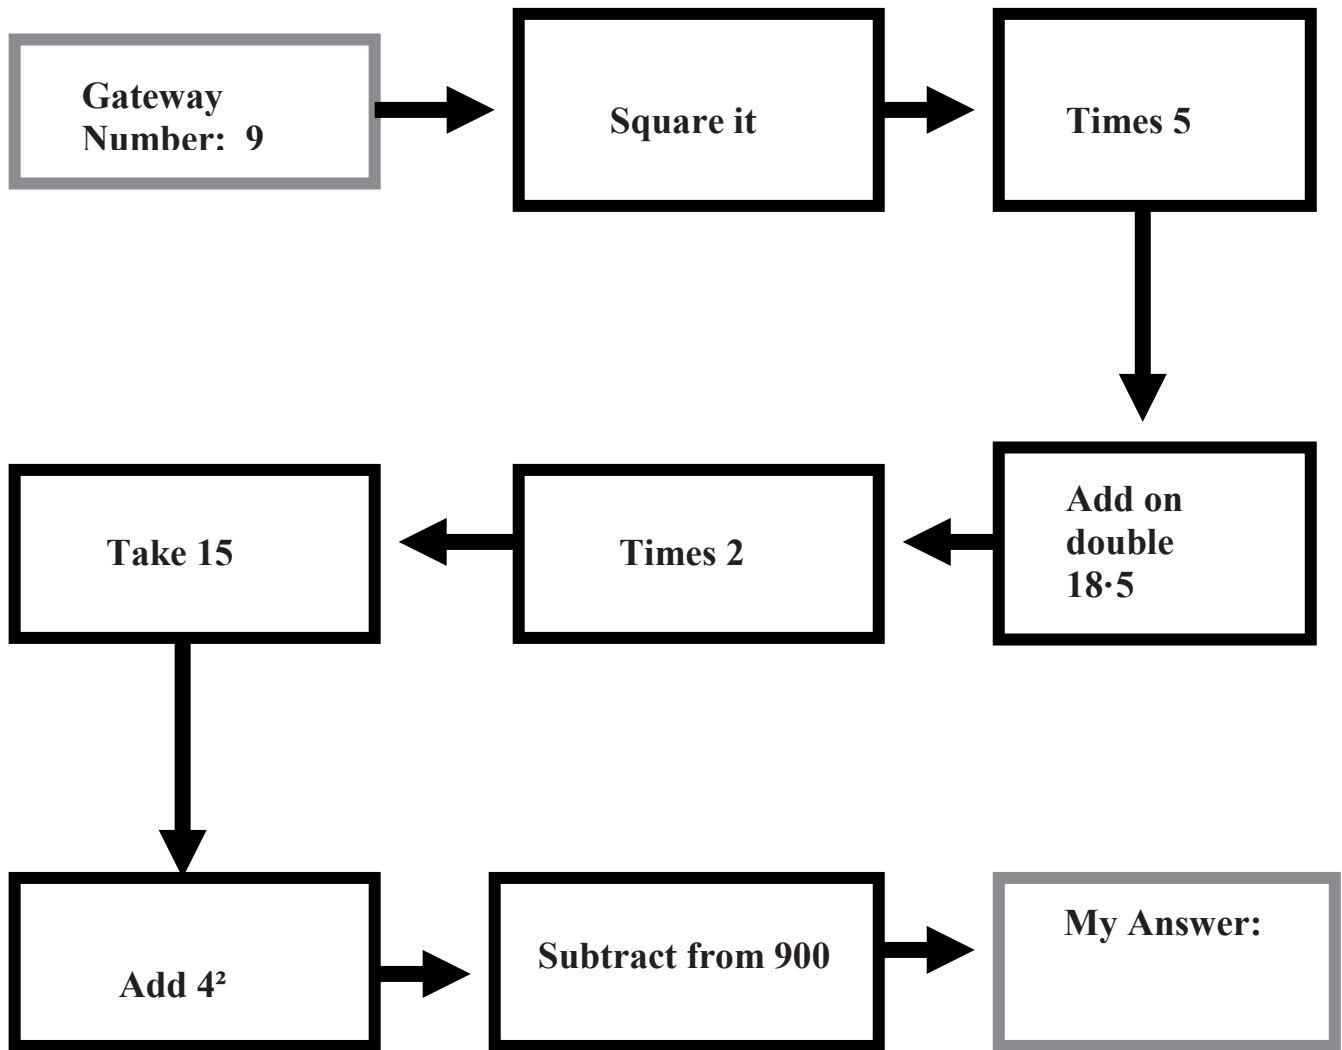 Gateway
Number: 9
Square it
Times 5
Add on
double
18·5
Times 2
Take 15
Add 4²
Subtract from 900
My Answer: